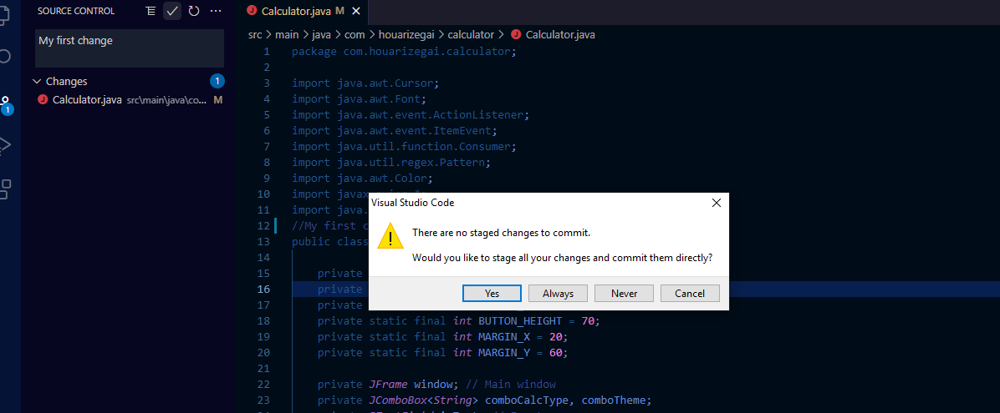 SOURCE CONTROL
My first change
Changes 1
Calculator.java src\main\java\co... M
1
Calculator.java M
src > main > java > com > houarizegai > calculator > Calculator.java
1 package com.houarizegai.calculator;
2
3 import java.awt.Cursor;
4 import java.awt.Font;
5 import java.awt.event.ActionListener;
6 import java.awt.event.ItemEvent;
7 import java.util.function.Consumer;
8 import java.util.regex.Pattern;
9 import java.awt.Color;
10 import javax
11 import java.
12 //My first c
13 public class
14
15 private
16 private
17 private
18 private static final int BUTTON_HEIGHT = 70;
19 private static final int MARGIN_X = 20;
20 private static final int MARGIN_Y = 60;
21
22 private JFrame window; // Main window
23 private JComboBox<String> comboCalcType, comboTheme;
Visual Studio Code
There are no staged changes to commit.
Would you like to stage all your changes and commit them directly?
Yes Always Never Cancel